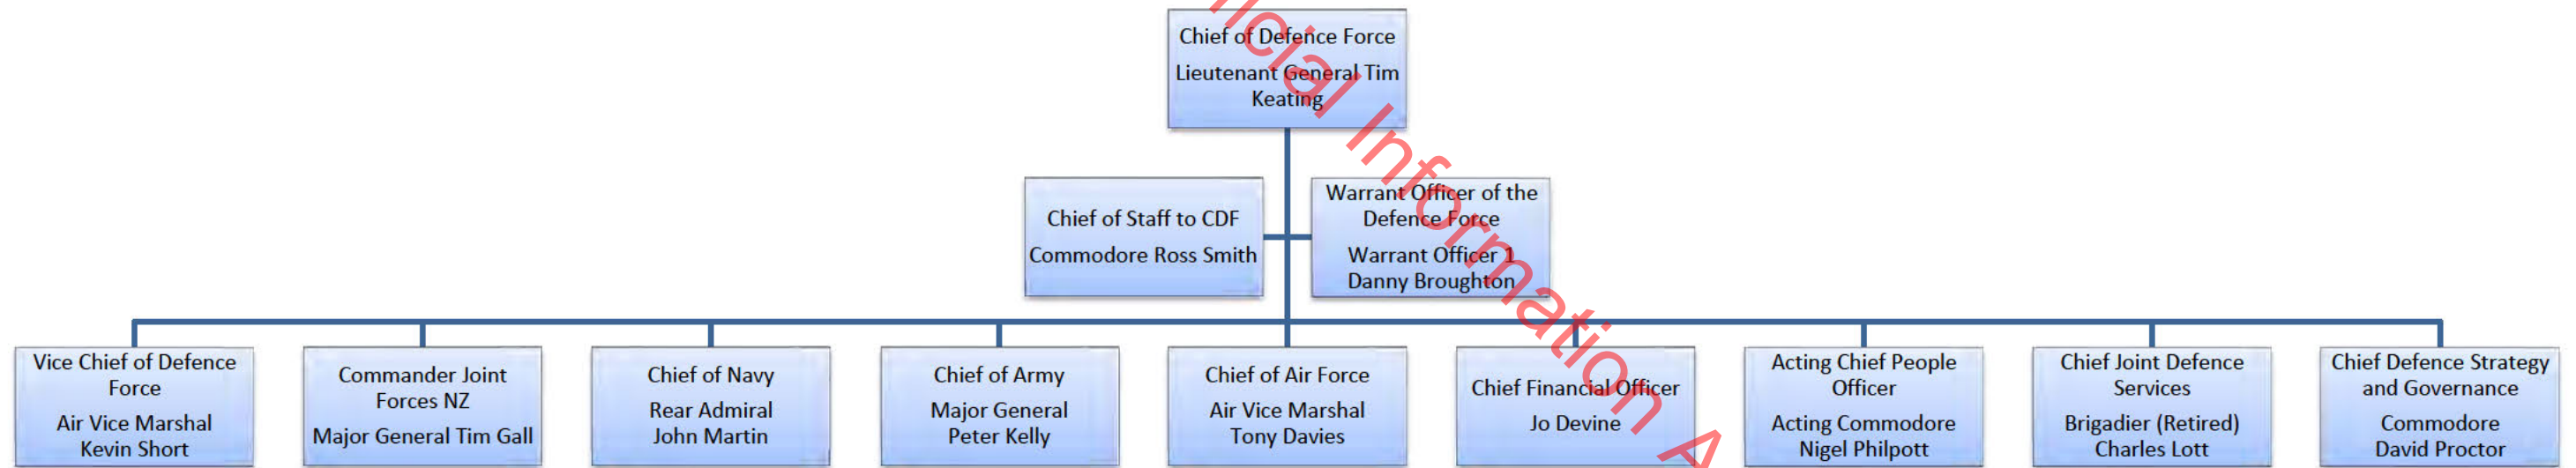 Chief of Defence Force
Lieutenant General Tim
Keating
Chief of Staff to CDF
Commodore Ross Smith
Warrant Officer of the
Defence Force
Warrant Officer 1
Danny Broughton
Vice Chief of Defence
Force
Air Vice Marshal
Kevin Short
Commander Joint
Forces NZ
Major General Tim Gall
Chief of Navy
Rear Admiral
John Martin
Chief of Army
Major General
Peter Kelly
Chief of Air Force
Air Vice Marshal
Tony Davies
Chief Financial Officer
Jo Devine
Acting Chief People
Officer
Acting Commodore
Nigel Philpott
Chief Joint Defence
Services
Brigadier (Retired)
Charles Lott
Chief Defence Strategy
and Governance
Commodore
David Proctor
Information